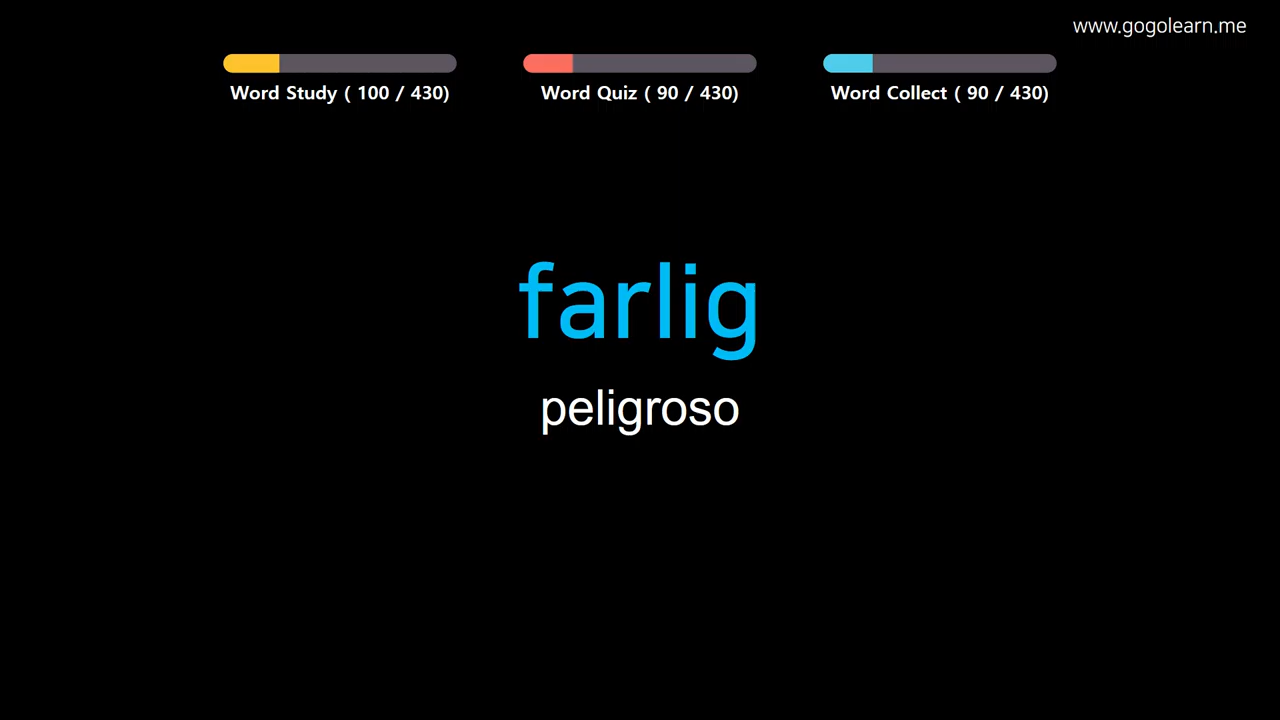 www.gogolearn.me
Word Study ( 100 / 430)
Word Quiz ( 90 / 430)
Word Collect ( 90 / 430)
farlig
peligroso